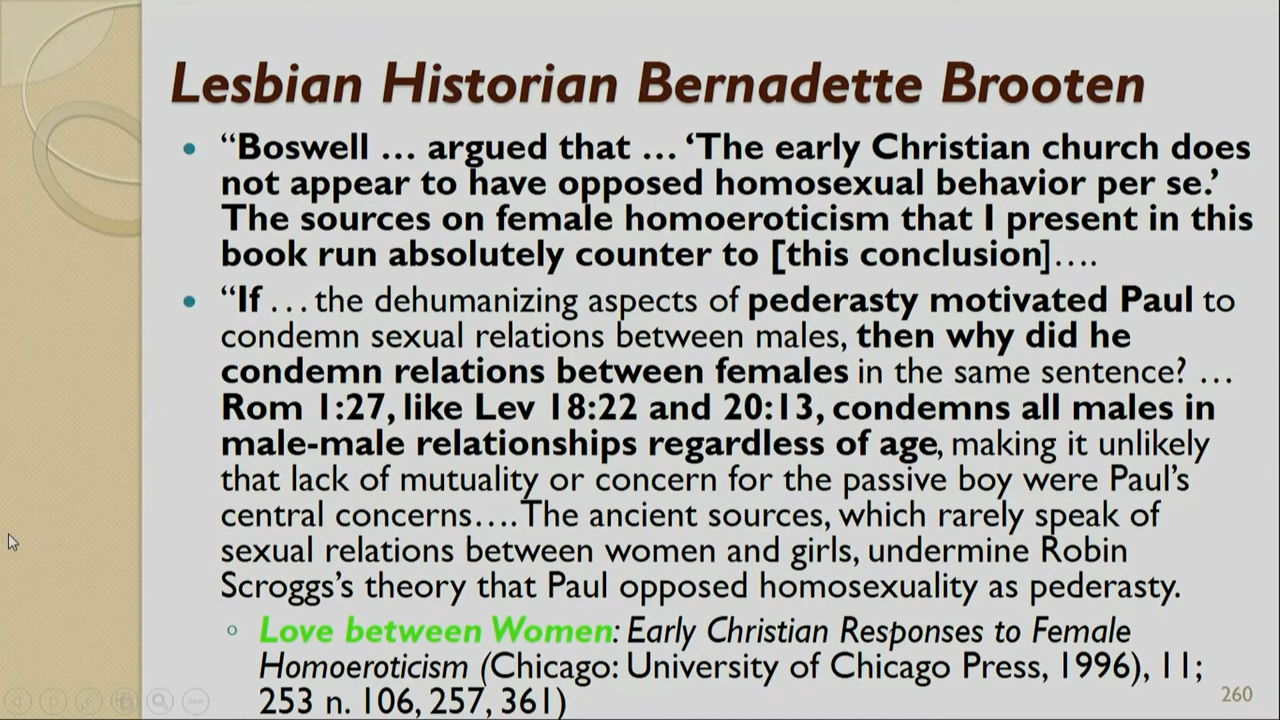 Lesbian Historian Bernadette Brooten
• “Boswell … argued that … ‘The early Christian church does
not appear to have opposed homosexual behavior per se.’
The sources on female homoeroticism that I present in this
book run absolutely counter to [this conclusion]….
• “If … the dehumanizing aspects of pederasty motivated Paul to
condemn sexual relations between males, then why did he
condemn relations between females in the same sentence? …
Rom 1:27, like Lev 18:22 and 20:13, condemns all males in
male-male relationships regardless of age, making it unlikely
that lack of mutuality or concern for the passive boy were Paul’s
central concerns….The ancient sources, which rarely speak of
sexual relations between women and girls, undermine Robin
Scroggs’s theory that Paul opposed homosexuality as pederasty.
◦ Love between Women: Early Christian Responses to Female
Homoeroticism (Chicago: University of Chicago Press, 1996), 11;
253 n. 106, 257, 361)
260